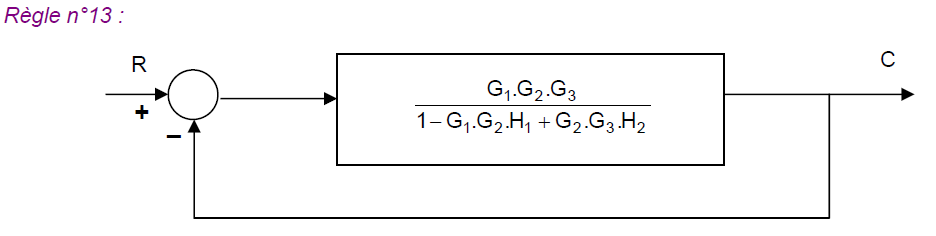 Règle n°13 :
R
C
+
−
G₁.G₂.G₃
1− G₁.G₂.H₁ + G₂.G₃.H₂